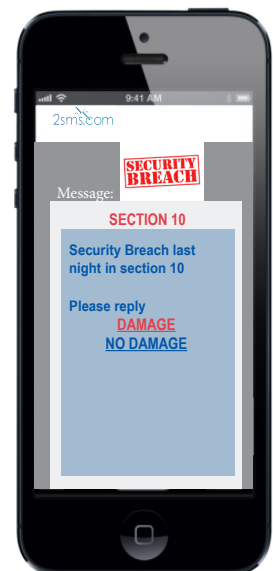 9:41 AM
2sms.com
SECURITY
BREACH
Message:
SECTION 10
Security Breach last
night in section 10
Please reply
DAMAGE
NO DAMAGE